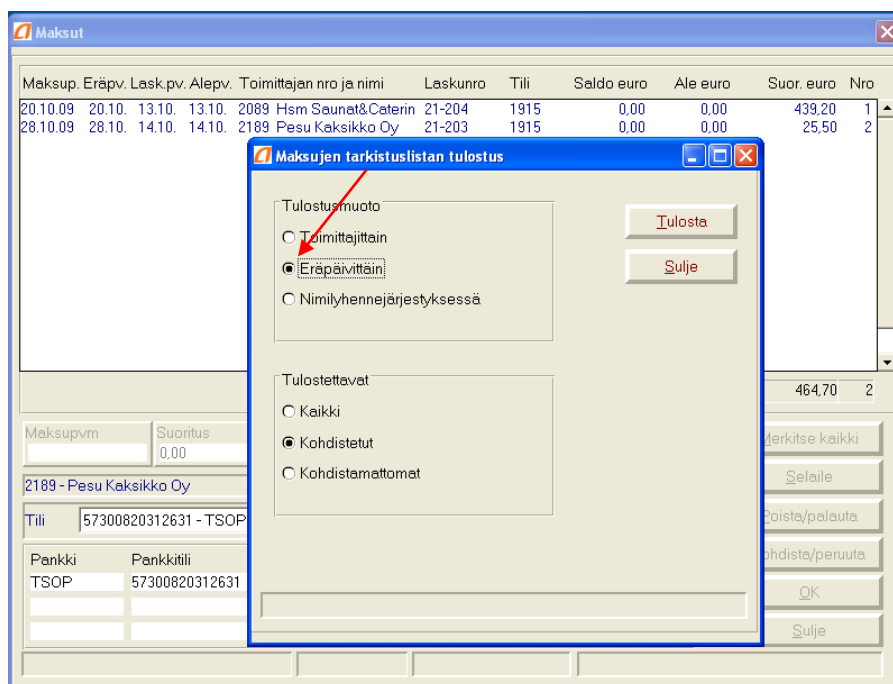 Maksut
Maksup. Eräpv. Lask.pv. Alepv. Toimittajan nro ja nimi Laskunro Tili Saldo euro Ale euro Suor. euro Nro
20.10.09 20.10. 13.10. 13.10. 2089 Hsm Saunat&Caterin 21-204 1915 0,00 0,00 439,20 1
28.10.09 28.10. 14.10. 14.10. 2189 Pesu Kaksikko Oy 21-203 1915 0,00 0,00 25,50 2
Maksujen tarkistuslistan tulostus
Tulostusmuoto
Toimittajittain
Eräpäivittäin
Nimilyhennejärjestyksessä
Tulosta
Sulje
Tulostettavat
Kaikki
Kohdistetut
Kohdistamattomat
464,70 2
Maksupvm Suoritus
0,00
2189 - Pesu Kaksikko Oy
Tili 57300820312631 - TSOP
Pankki Pankkitili
TSOP 57300820312631
Merkitse kaikki
Selaile
Poista/palauta
ohdista/peruuta
OK
Sulje